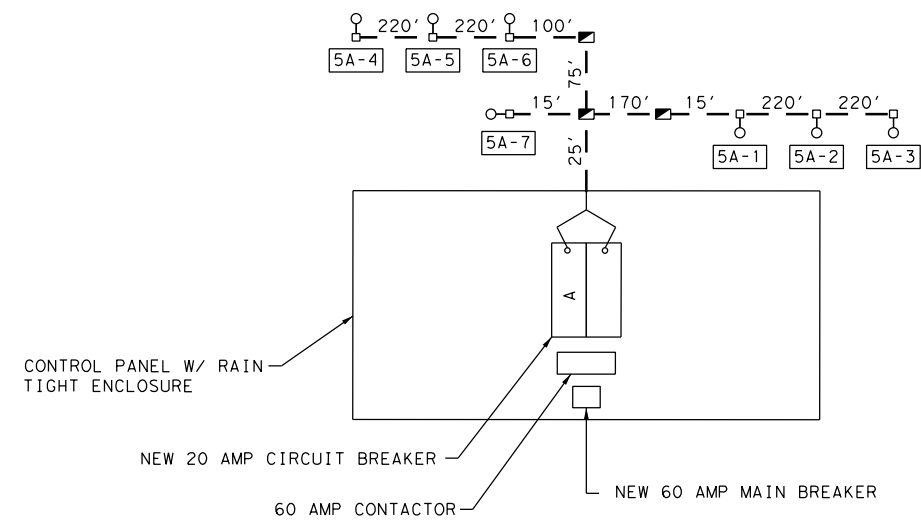 220' 220' 100'
5A-4 5A-5 5A-6
75'
15' 170' 15' 220' 220'
5A-7 5A-1 5A-2 5A-3
25'
A
CONTROL PANEL W/ RAIN
TIGHT ENCLOSURE
NEW 20 AMP CIRCUIT BREAKER
60 AMP CONTACTOR
NEW 60 AMP MAIN BREAKER